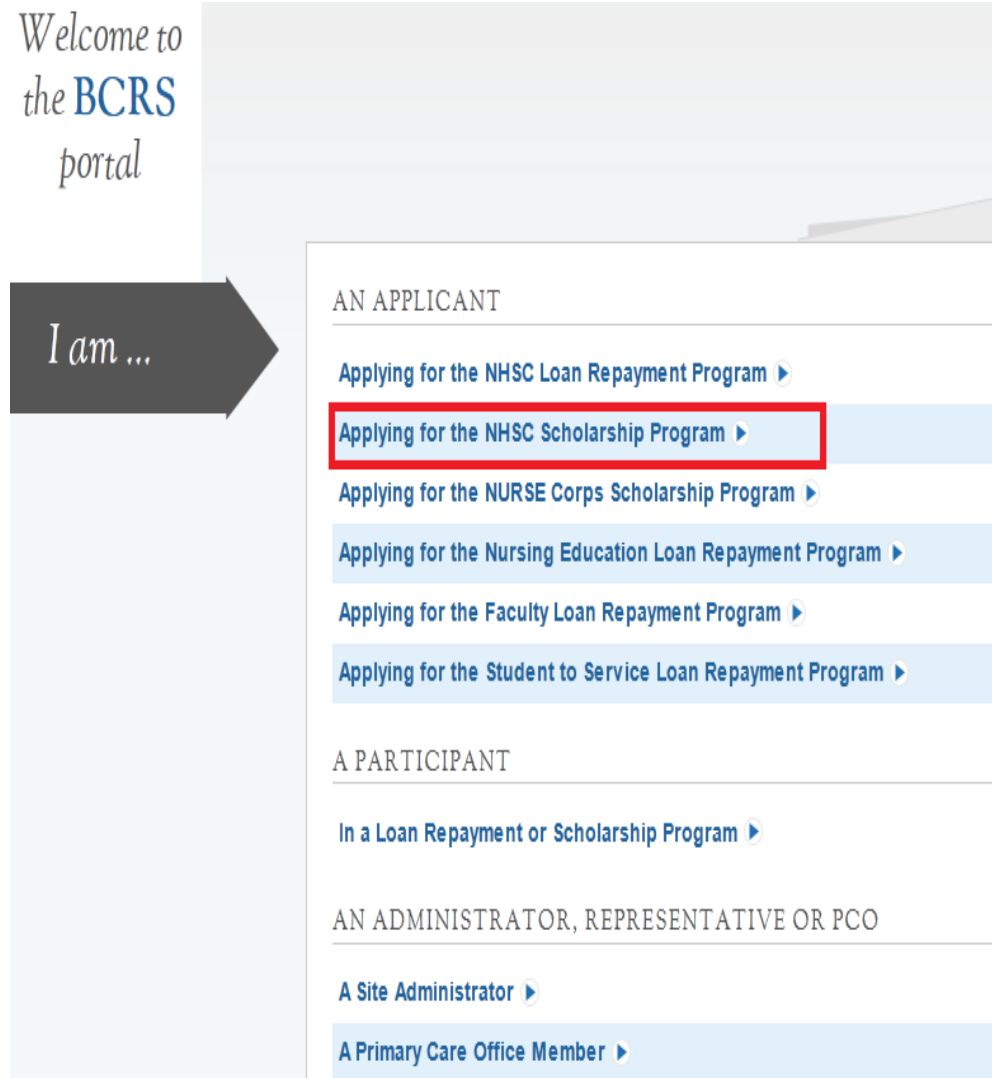 Welcome to
the BCRS
portal
I am ...
AN APPLICANT
Applying for the NHSC Loan Repayment Program
Applying for the NHSC Scholarship Program
Applying for the NURSE Corps Scholarship Program
Applying for the Nursing Education Loan Repayment Program
Applying for the Faculty Loan Repayment Program
Applying for the Student to Service Loan Repayment Program
A PARTICIPANT
In a Loan Repayment or Scholarship Program
AN ADMINISTRATOR, REPRESENTATIVE OR PCO
A Site Administrator
A Primary Care Office Member